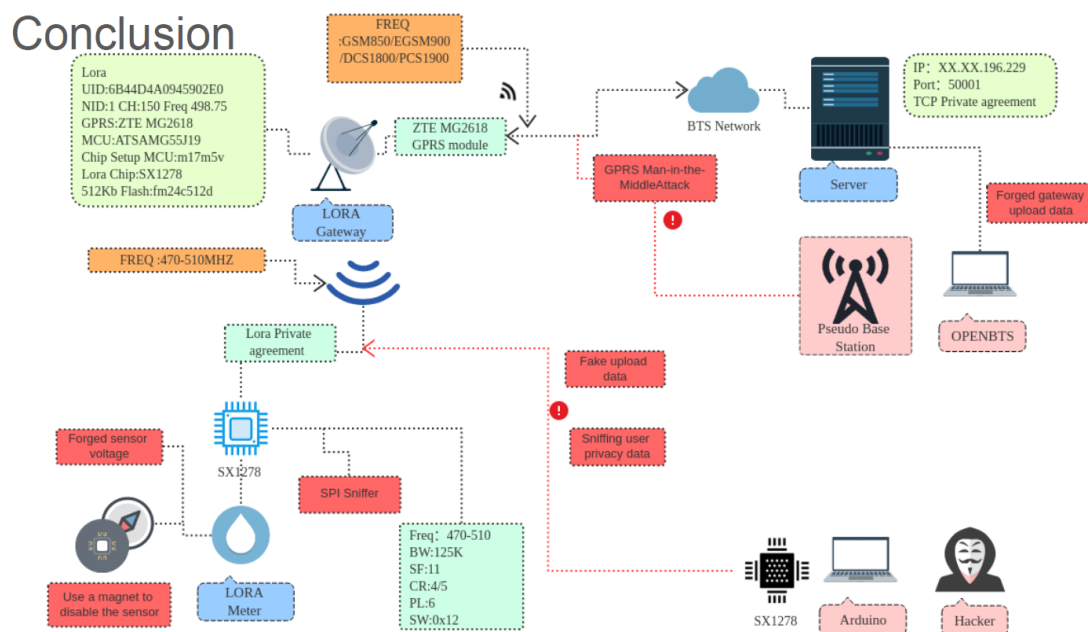 Conclusion
FREQ
:GSM850/EGSM900
/DCS1800/PCS1900
Lora
UID:6B44D4A0945902E0
NID:1 CH:150 Freq 498.75
GPRS:ZTE MG2618
MCU:ATSAMG55J19
Chip Setup MCU:m17m5v
Lora Chip:SX1278
512Kb Flash:fm24c512d
ZTE MG2618
GPRS module
BTS Network
IP：XX.XX.196.229
Port：50001
TCP Private agreement
GPRS Man-in-the-
MiddleAttack
Server
Forged gateway
upload data
LORA
Gateway
FREQ :470-510MHZ
Pseudo Base
Station
OPENBTS
Lora Private
agreement
Fake upload
data
Forged sensor
voltage
Sniffing user
privacy data
SX1278
SPI Sniffer
Freq：470-510
BW:125K
SF:11
CR:4/5
PL:6
SW:0x12
Use a magnet to
disable the sensor
LORA
Meter
SX1278
Arduino
Hacker